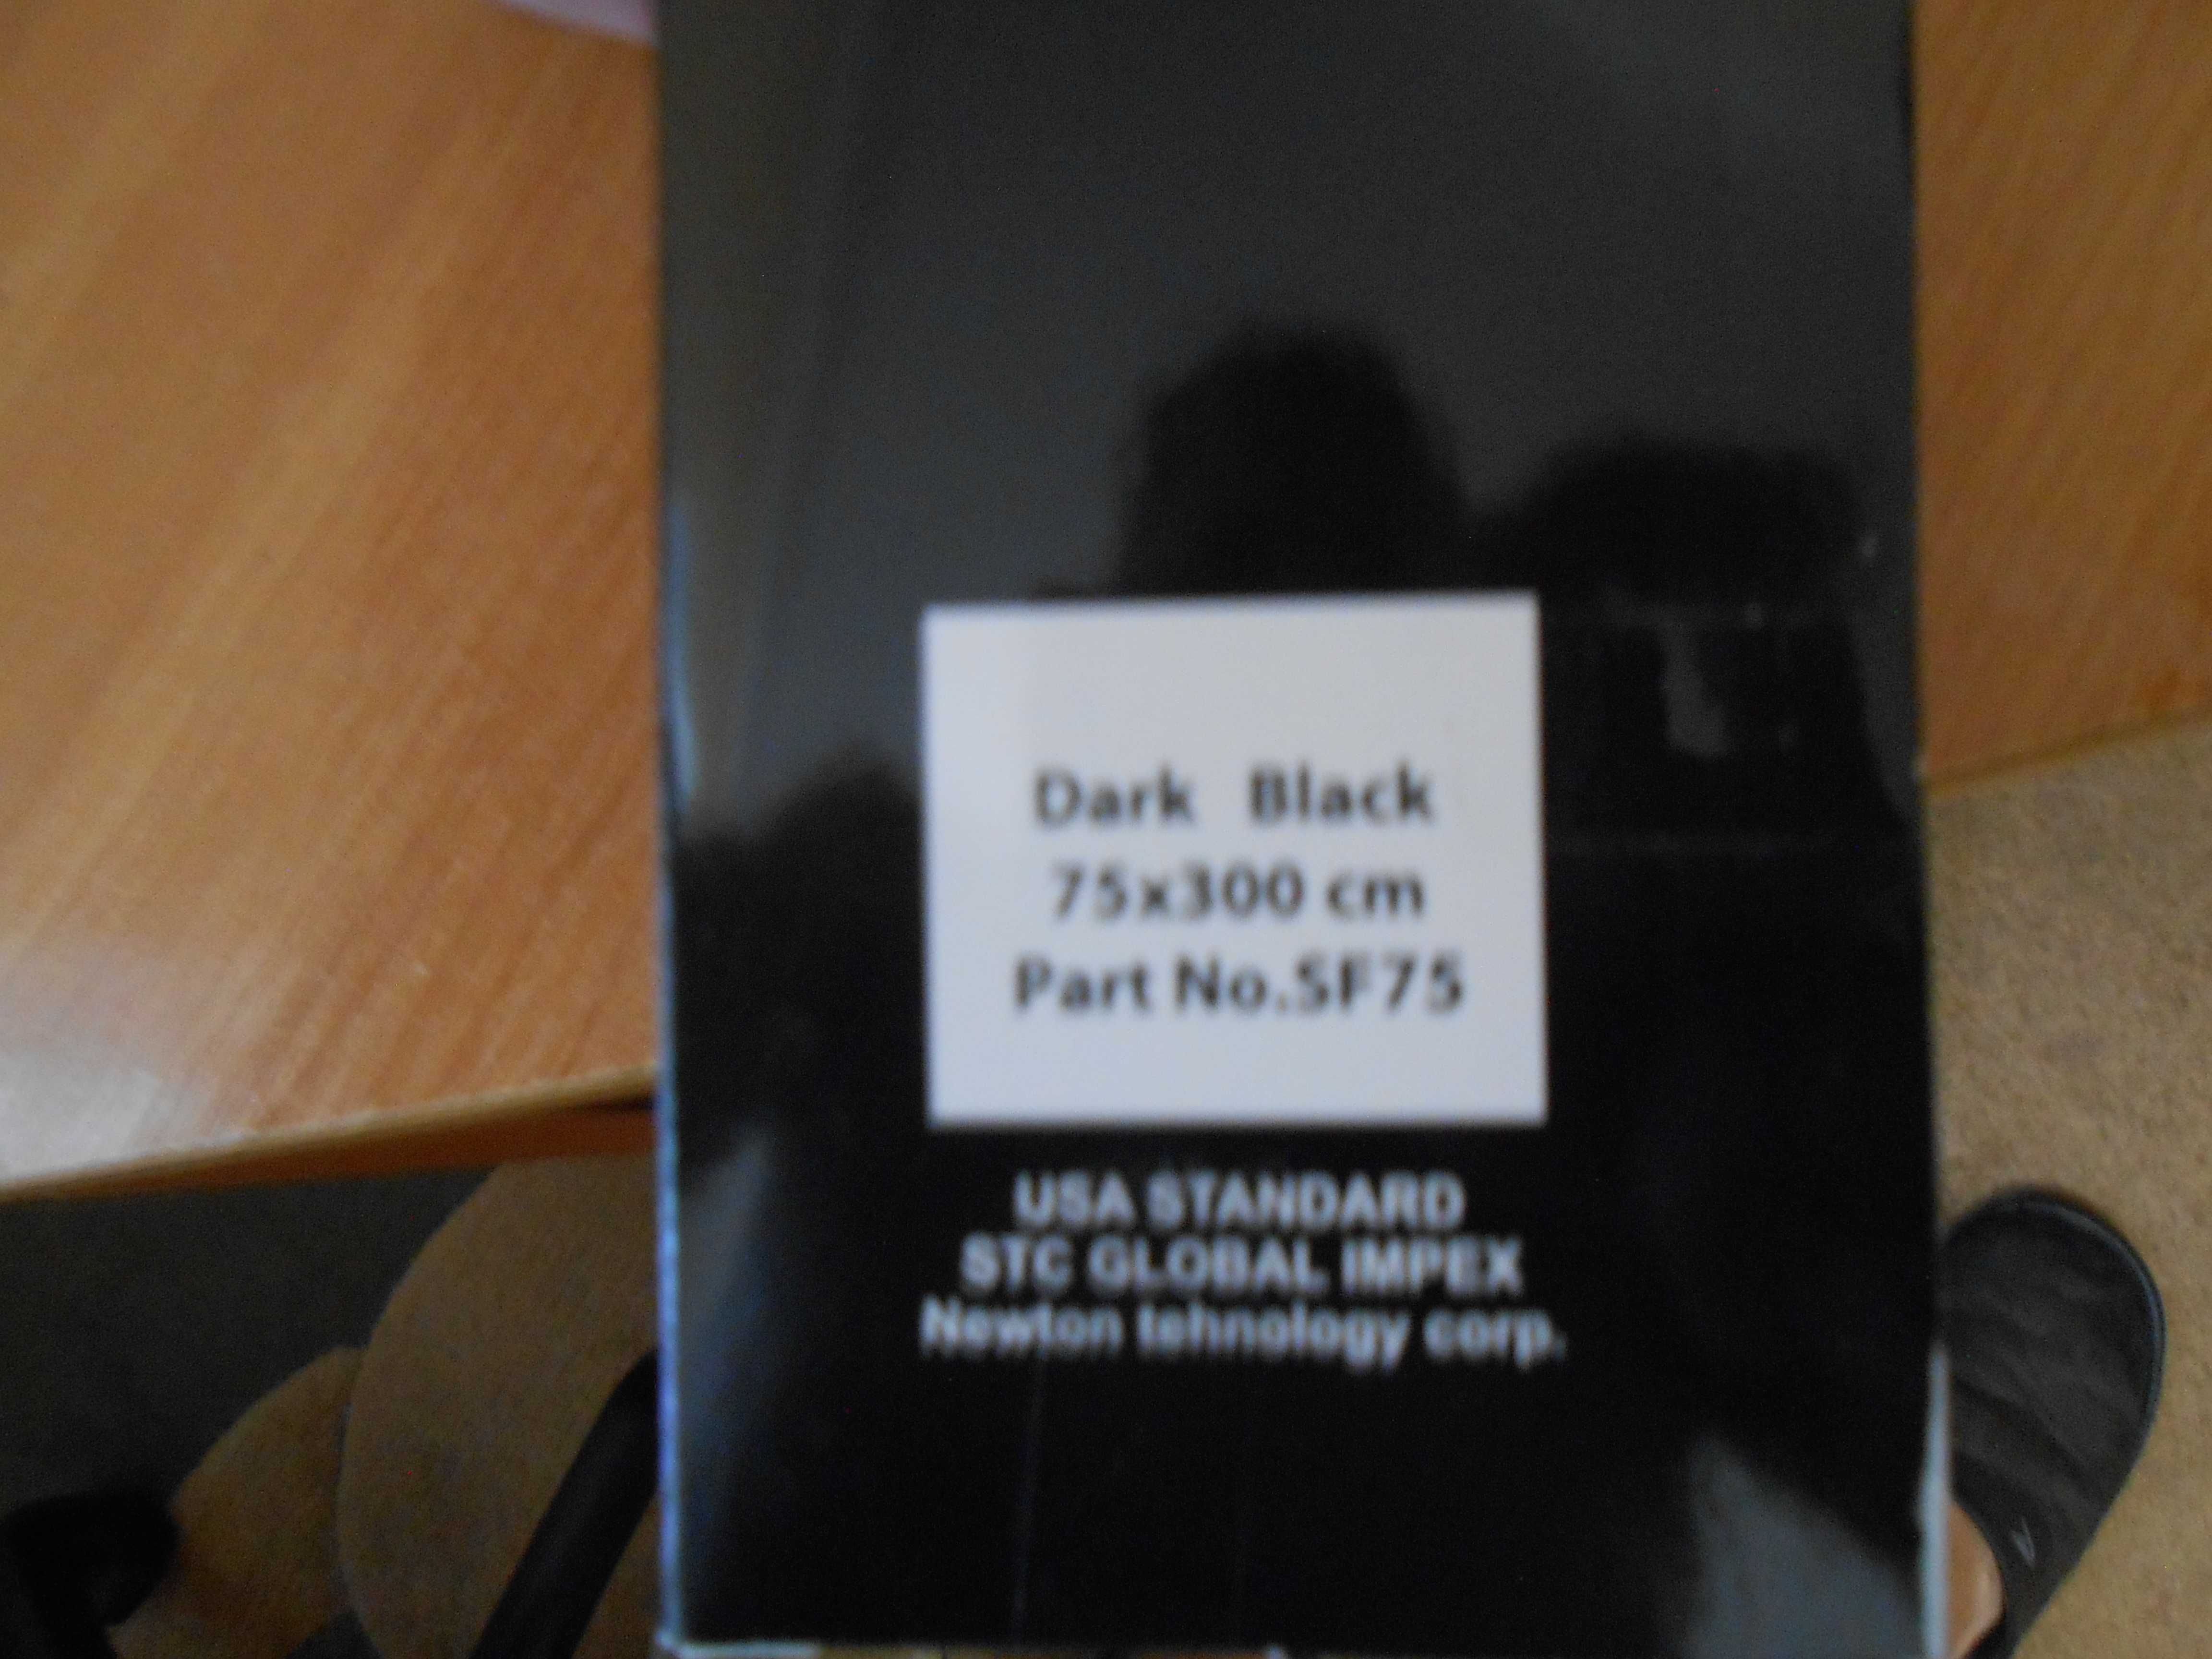 Dark Black
75x300 cm
Part No.SF75
USA STANDARD
STC GLOBAL IMPEX
Newton tehnology corp.